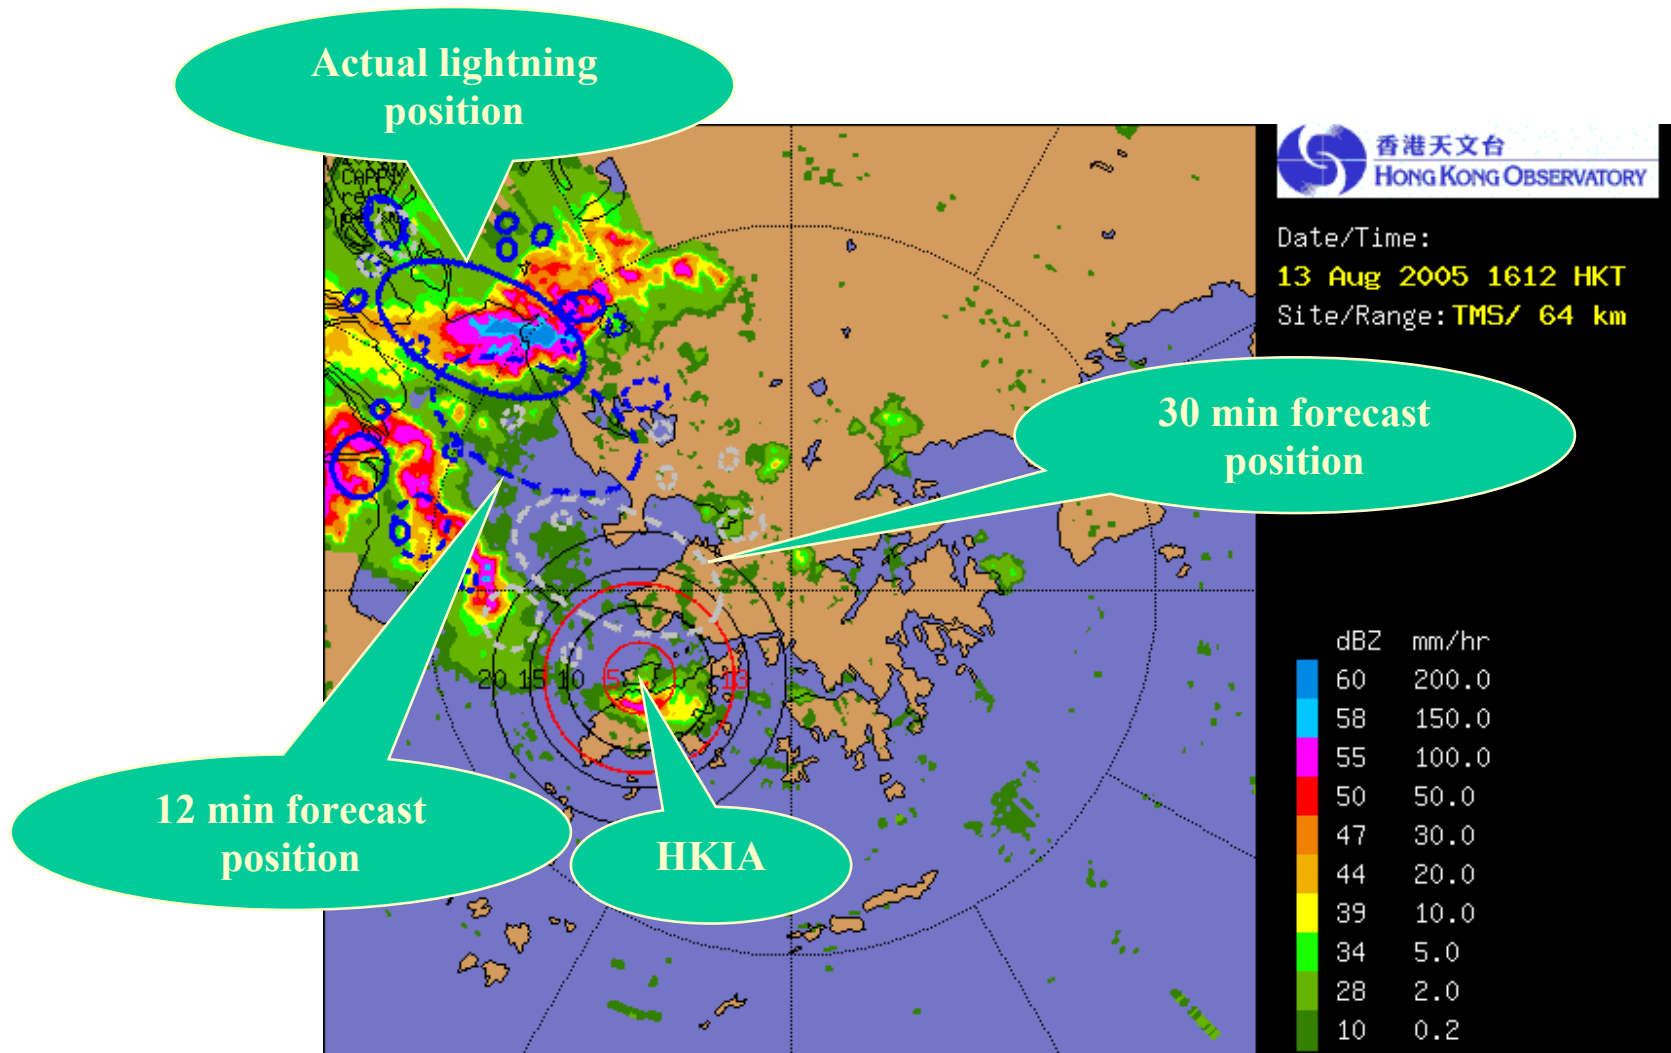 Actual lightning
position
香港天文台
HONG KONG OBSERVATORY
Date/Time:
13 Aug 2005 1612 HKT
Site/Range: TMS/ 64 km
CAPPI
30 min forecast
position
20 15 10 5 13
12 min forecast
position
HKIA
dBZ mm/hr
60 200.0
58 150.0
55 100.0
50 50.0
47 30.0
44 20.0
39 10.0
34 5.0
28 2.0
10 0.2